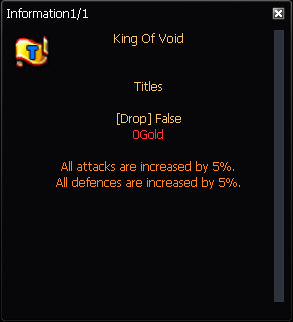 Information1/1
King Of Void
T
Titles
[Drop] False
0Gold
All attacks are increased by 5%.
All defences are increased by 5%.